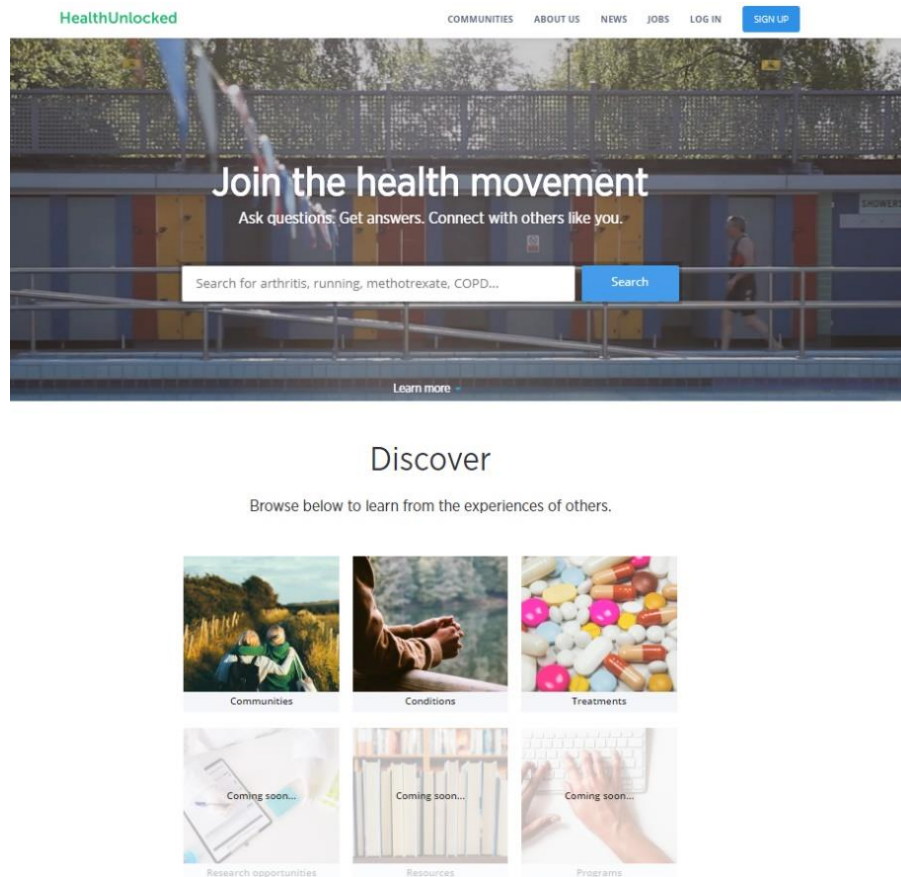 HealthUnlocked
COMMUNITIES ABOUT US NEWS JOBS LOG IN SIGN UP
Join the health movement
Ask questions. Get answers. Connect with others like you.
SHOWERS
Search for arthritis, running, methotrexate, COPD... Search
Learn more
Discover
Browse below to learn from the experiences of others.
Communities Conditions Treatments
Coming soon... Coming soon... Coming soon...
Research opportunities Resources Programs